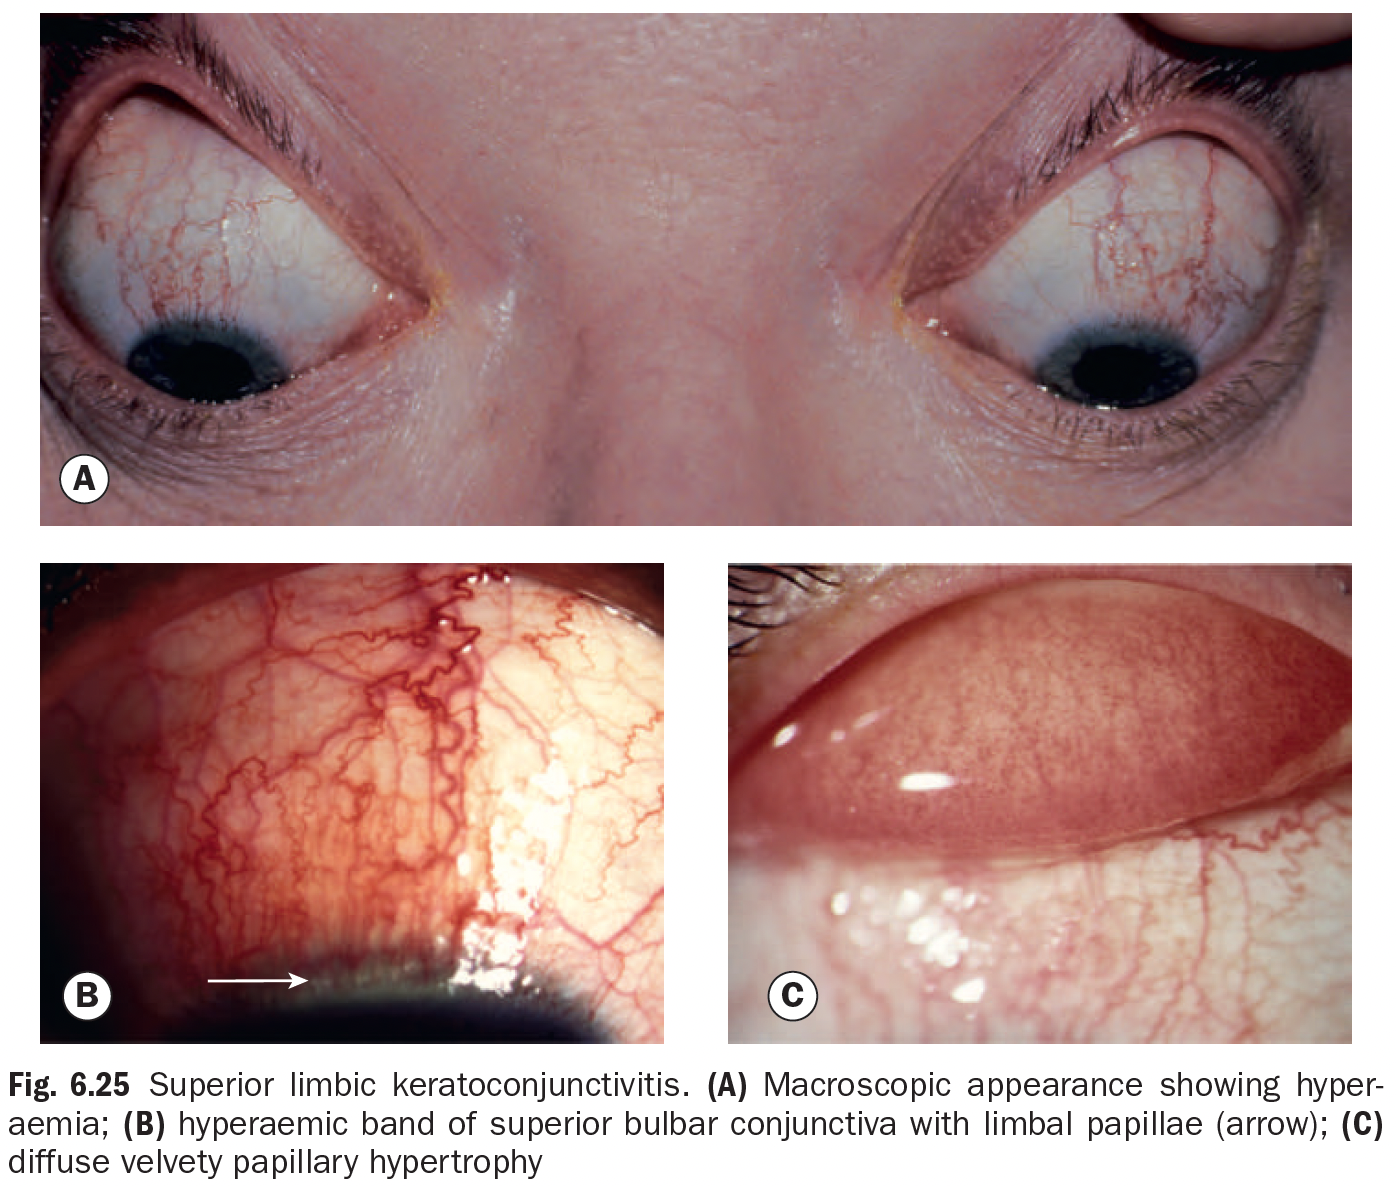 A
B
C
Fig. 6.25 Superior limbic keratoconjunctivitis. (A) Macroscopic appearance showing hyper-
aemia; (B) hyperaemic band of superior bulbar conjunctiva with limbal papillae (arrow); (C)
diffuse velvety papillary hypertrophy